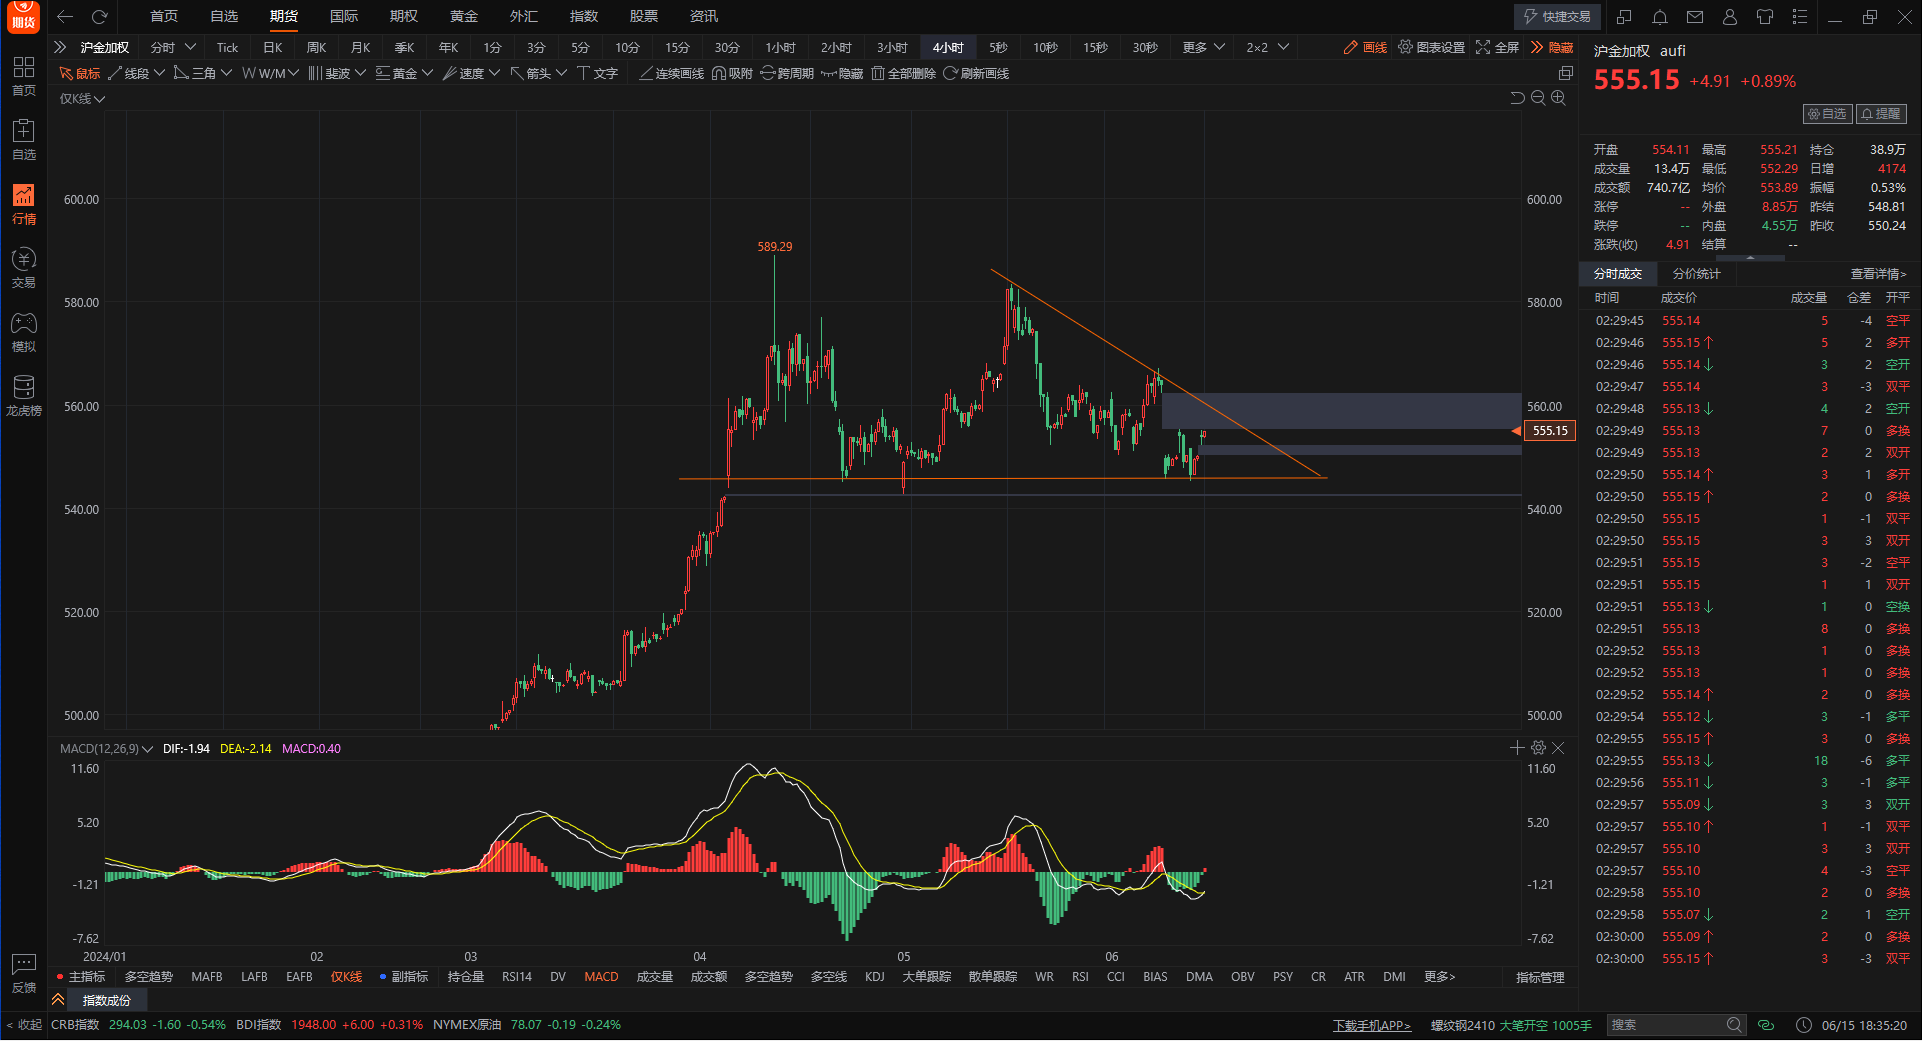 期货
首页 自选 期货 国际 期权 黄金 外汇 指数 股票 资讯 快捷交易
沪金加权 分时 Tick 日K 周K 月K 季K 年K 1分 3分 5分 10分 15分 30分 1小时 2小时 3小时 4小时 5秒 10秒 15秒 30秒 更多 2×2 画线 图表设置 全屏 隐藏
鼠标 线段 三角 W/M 斐波 黄金 速度 箭头 文字 连续画线 吸附 跨周期 隐藏 全部删除 刷新画线
仅K线
首页
自选
行情
交易
模拟
龙虎榜
反馈
< 收起
600.00 600.00
589.29
580.00 580.00
560.00 560.00
555.15
540.00 540.00
520.00 520.00
500.00 500.00
MACD(12,26,9) DIF:-1.94 DEA:-2.14 MACD:0.40
11.60 11.60
5.20 5.20
-1.21 -1.21
-7.62 -7.62
2024/01 02 03 04 05 06
主指标 多空趋势 MAFB LAFB EAFB 仅K线 副指标 持仓量 RSI14 DV MACD 成交量 成交额 多空趋势 多空线 KDJ 大单跟踪 散单跟踪 WR RSI CCI BIAS DMA OBV PSY CR ATR DMI 更多> 指标管理
指数成份
沪金加权 aufi
555.15 +4.91 +0.89%
自选 提醒
开盘 554.11 最高 555.21 持仓 38.9万
成交量 13.4万 最低 552.29 日增 4174
成交额 740.7亿 均价 553.89 振幅 0.53%
涨停 -- 外盘 8.85万 昨结 548.81
跌停 -- 内盘 4.55万 昨收 550.24
涨跌(收) 4.91 结算 --
分时成交 分价统计 查看详情>
时间 成交价 成交量 仓差 开平
02:29:45 555.14 5 -4 空平
02:29:46 555.15↑ 5 2 多开
02:29:46 555.14↓ 3 2 空开
02:29:47 555.14 3 -3 双平
02:29:48 555.13↓ 4 2 空开
02:29:49 555.13 7 0 多换
02:29:49 555.13 2 2 双开
02:29:50 555.14↑ 3 1 多开
02:29:50 555.15↑ 2 0 多换
02:29:50 555.15 1 -1 双平
02:29:50 555.15 3 3 双开
02:29:51 555.15 3 -2 空平
02:29:51 555.15 1 1 双开
02:29:51 555.13↓ 1 0 空换
02:29:51 555.13 8 0 多换
02:29:52 555.13 1 0 多换
02:29:52 555.13 1 0 多换
02:29:52 555.14↑ 2 0 多换
02:29:54 555.12↓ 3 -1 多平
02:29:55 555.15↑ 3 0 多换
02:29:55 555.13↓ 18 -6 多平
02:29:56 555.11↓ 3 -1 多平
02:29:57 555.09↓ 3 3 双开
02:29:57 555.10↑ 1 -1 双平
02:29:57 555.10 3 3 双开
02:29:57 555.10 4 -3 空平
02:29:58 555.10 2 0 多换
02:29:58 555.07↓ 2 1 空开
02:30:00 555.09↑ 2 0 多换
02:30:00 555.15↑ 3 -3 双平
CRB指数 294.03 -1.60 -0.54% BDI指数 1948.00 +6.00 +0.31% NYMEX原油 78.07 -0.19 -0.24% 下载手机APP> 螺纹钢2410 大笔开空 1005手 搜索 06/15 18:35:20